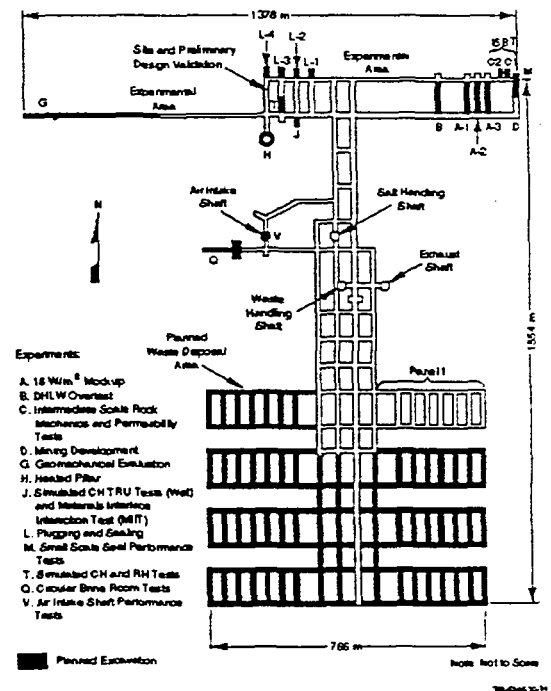 1378 m
L-4
L-2
L-3
L-1
Site and Preliminary
Design Validation
Experimental
Area
Experiments
Area
C2 C1
M
G
H
J
B
A-1
A-2
A-3
D
N
Air Intake
Shaft
V
Salt Handling
Shaft
Q
Exhaust
Shaft
Waste
Handling
Shaft
Planned
Waste Disposal
Area
Panel 1
Experiments:
A. 18 W/m² Mockup
B. DHLW Overtest
C. Intermediate Scale Rock
Mechanics and Permeability
Tests
D. Mining Development
G. Geomechanical Evaluation
H. Heated Pillar
J. Simulated CH TRU Tests (Wet)
and Materials Interface
Interaction Test (MIIT)
L. Plugging and Sealing
M. Small Scale Seal Performance
Tests
T. Simulated CH and RH Tests
Q. Circular Brine Room Tests
V. Air Intake Shaft Performance
Tests
766 m
Planned Excavation
Note: Not to Scale